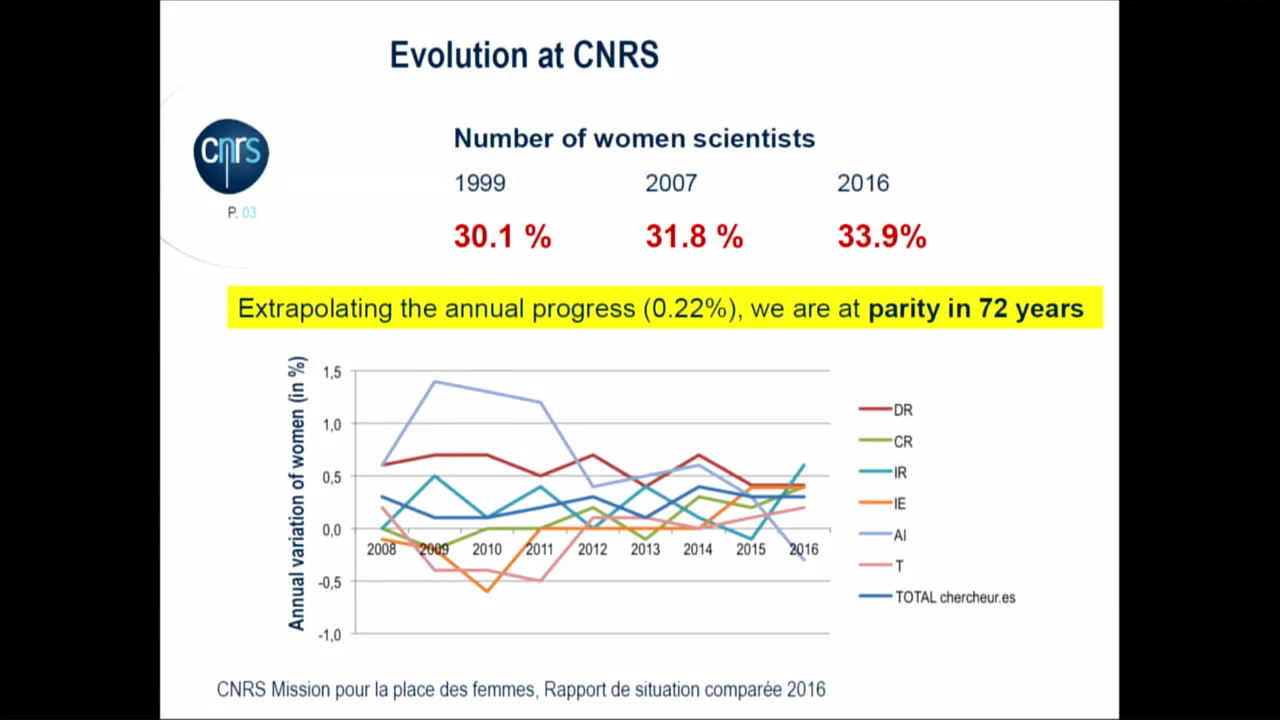 Evolution at CNRS
cnrs
P. 03
Number of women scientists
1999 2007 2016
30.1 % 31.8 % 33.9%
Extrapolating the annual progress (0.22%), we are at parity in 72 years
Annual variation of women (in %)
1,5
1,0
0,5
0,0
-0,5
-1,0
2008 2009 2010 2011 2012 2013 2014 2015 2016
DR
CR
IR
IE
AI
T
TOTAL chercheur.es
CNRS Mission pour la place des femmes, Rapport de situation comparée 2016